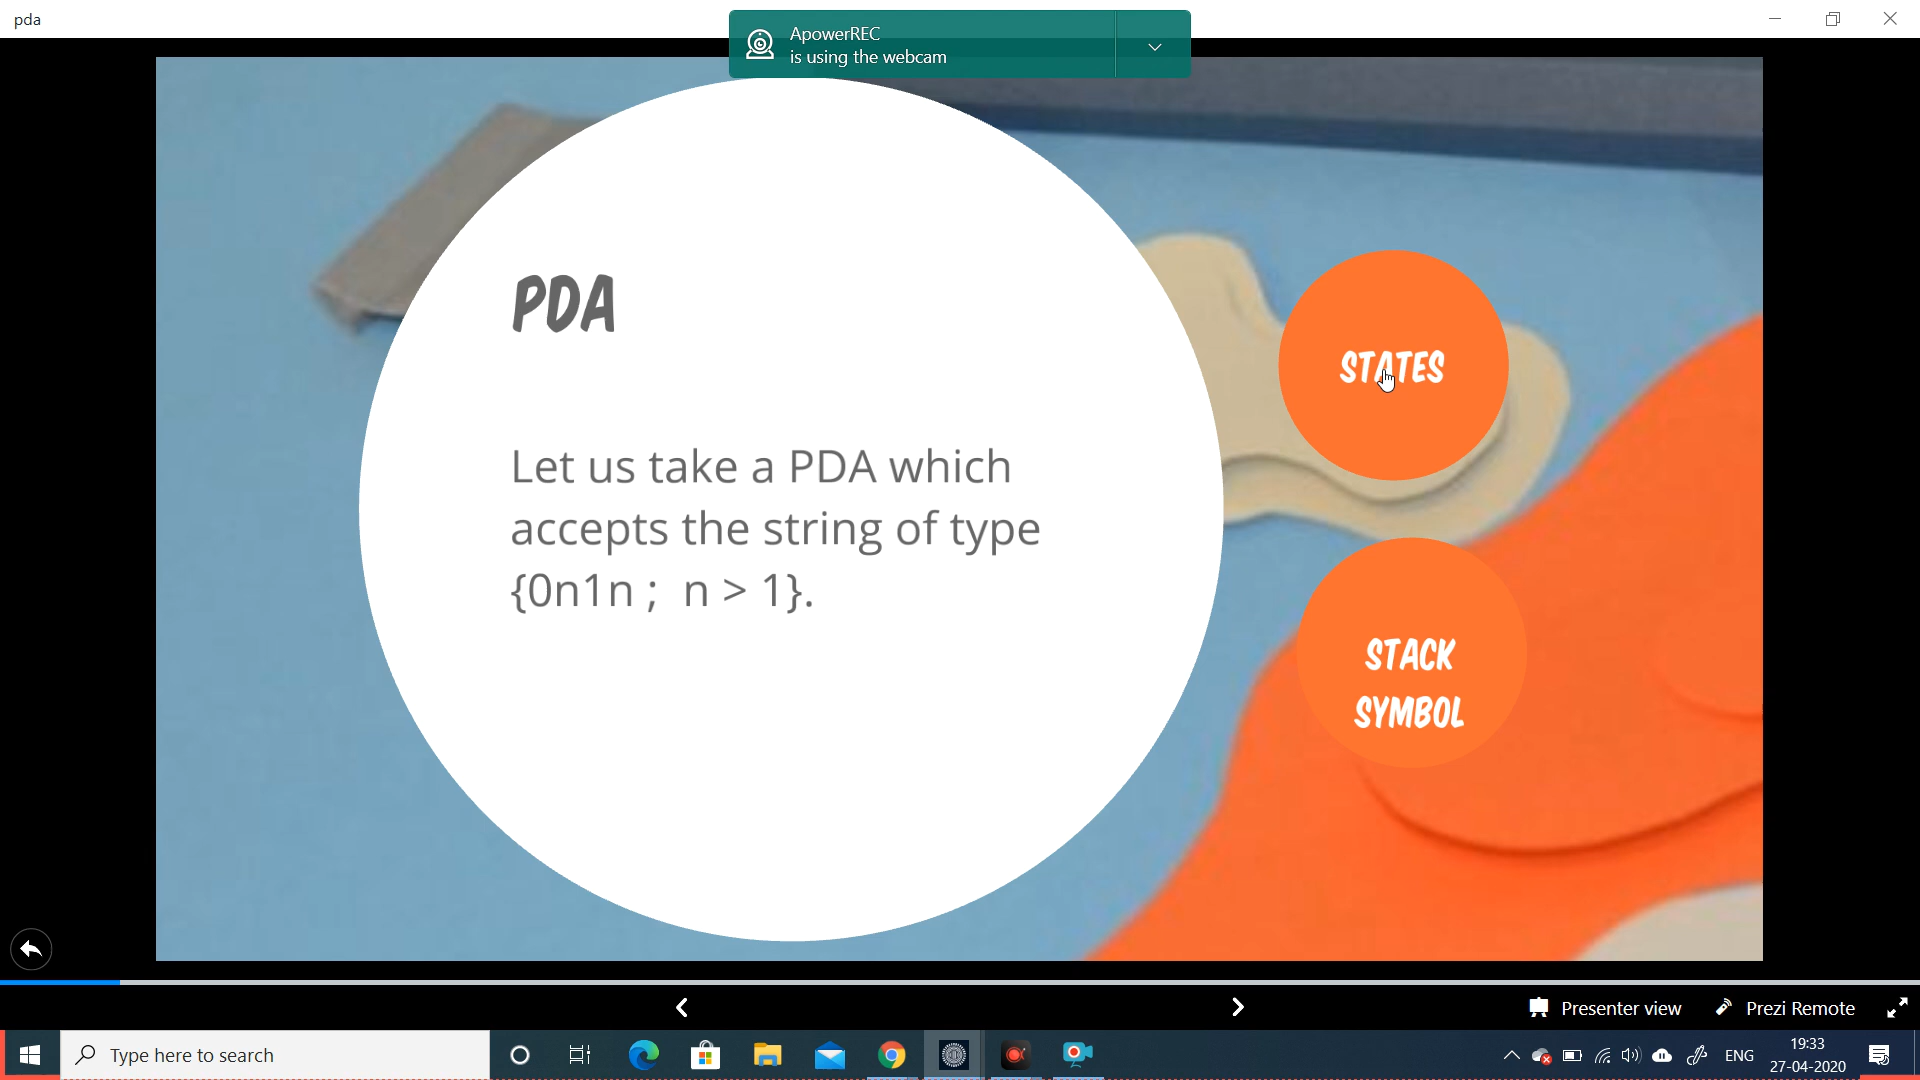 pda
ApowerREC
is using the webcam
PDA
Let us take a PDA which
accepts the string of type
{0n1n ;  n > 1}.
STATES
STACK
SYMBOL
Presenter view
Prezi Remote
Type here to search
ENG
19:33
27-04-2020